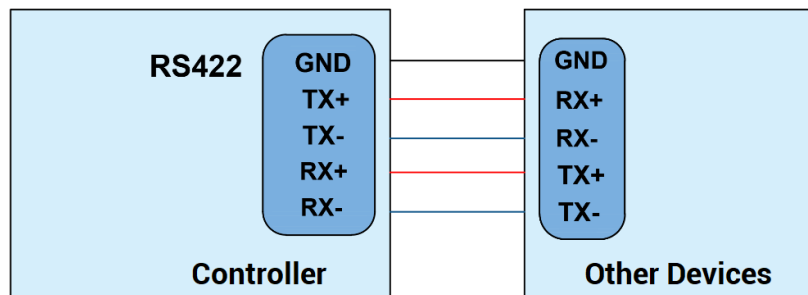 RS422
GND
TX+
TX-
RX+
RX-
Controller
GND
RX+
RX-
TX+
TX-
Other Devices